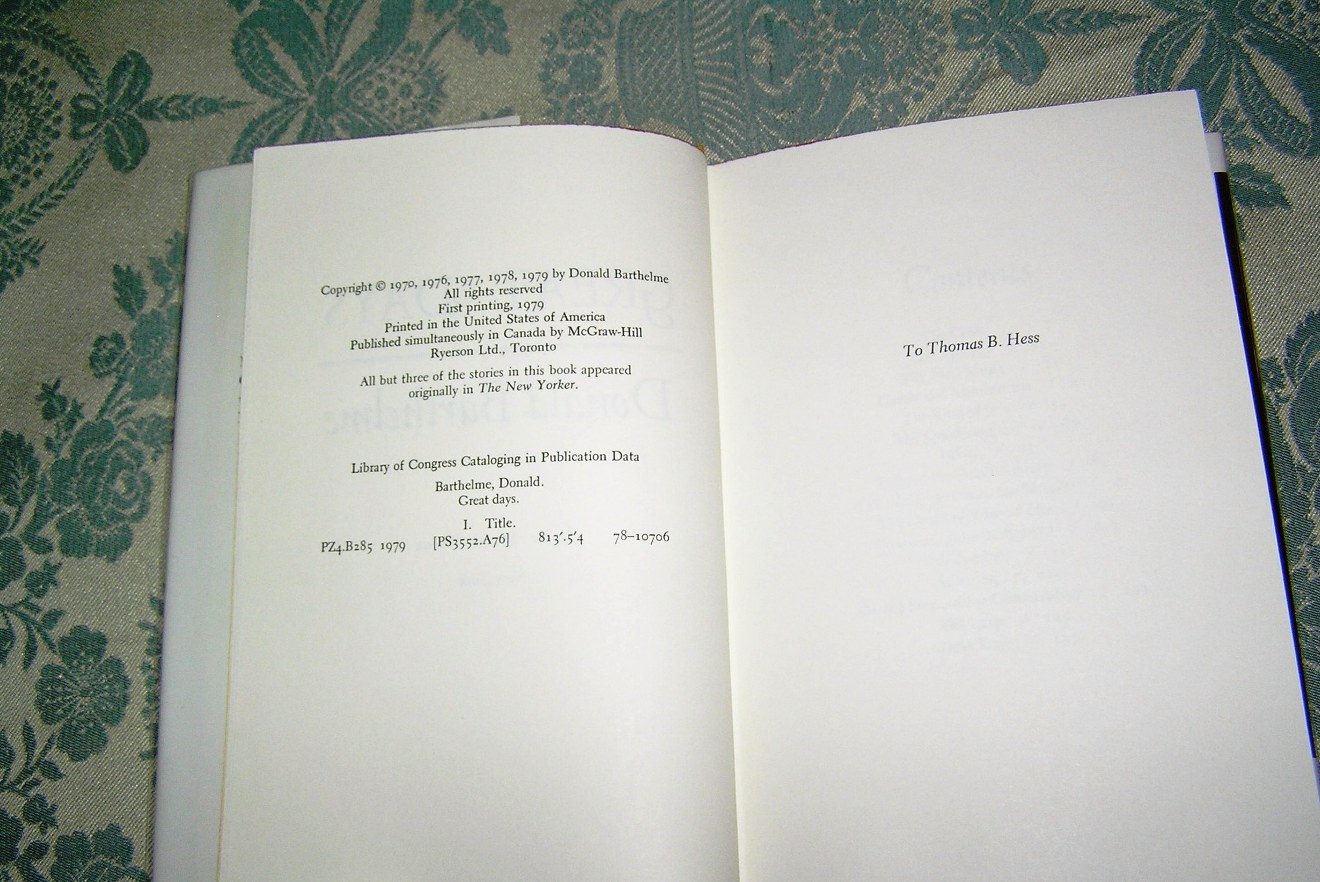 Copyright © 1970, 1976, 1977, 1978, 1979 by Donald Barthelme
All rights reserved
First printing, 1979
Printed in the United States of America
Published simultaneously in Canada by McGraw-Hill
Ryerson Ltd., Toronto
All but three of the stories in this book appeared
originally in The New Yorker.
Library of Congress Cataloging in Publication Data
Barthelme, Donald.
Great days.
I. Title.
PZ4.B285 1979 [PS3552.A76] 813'.5'4 78–10706
To Thomas B. Hess